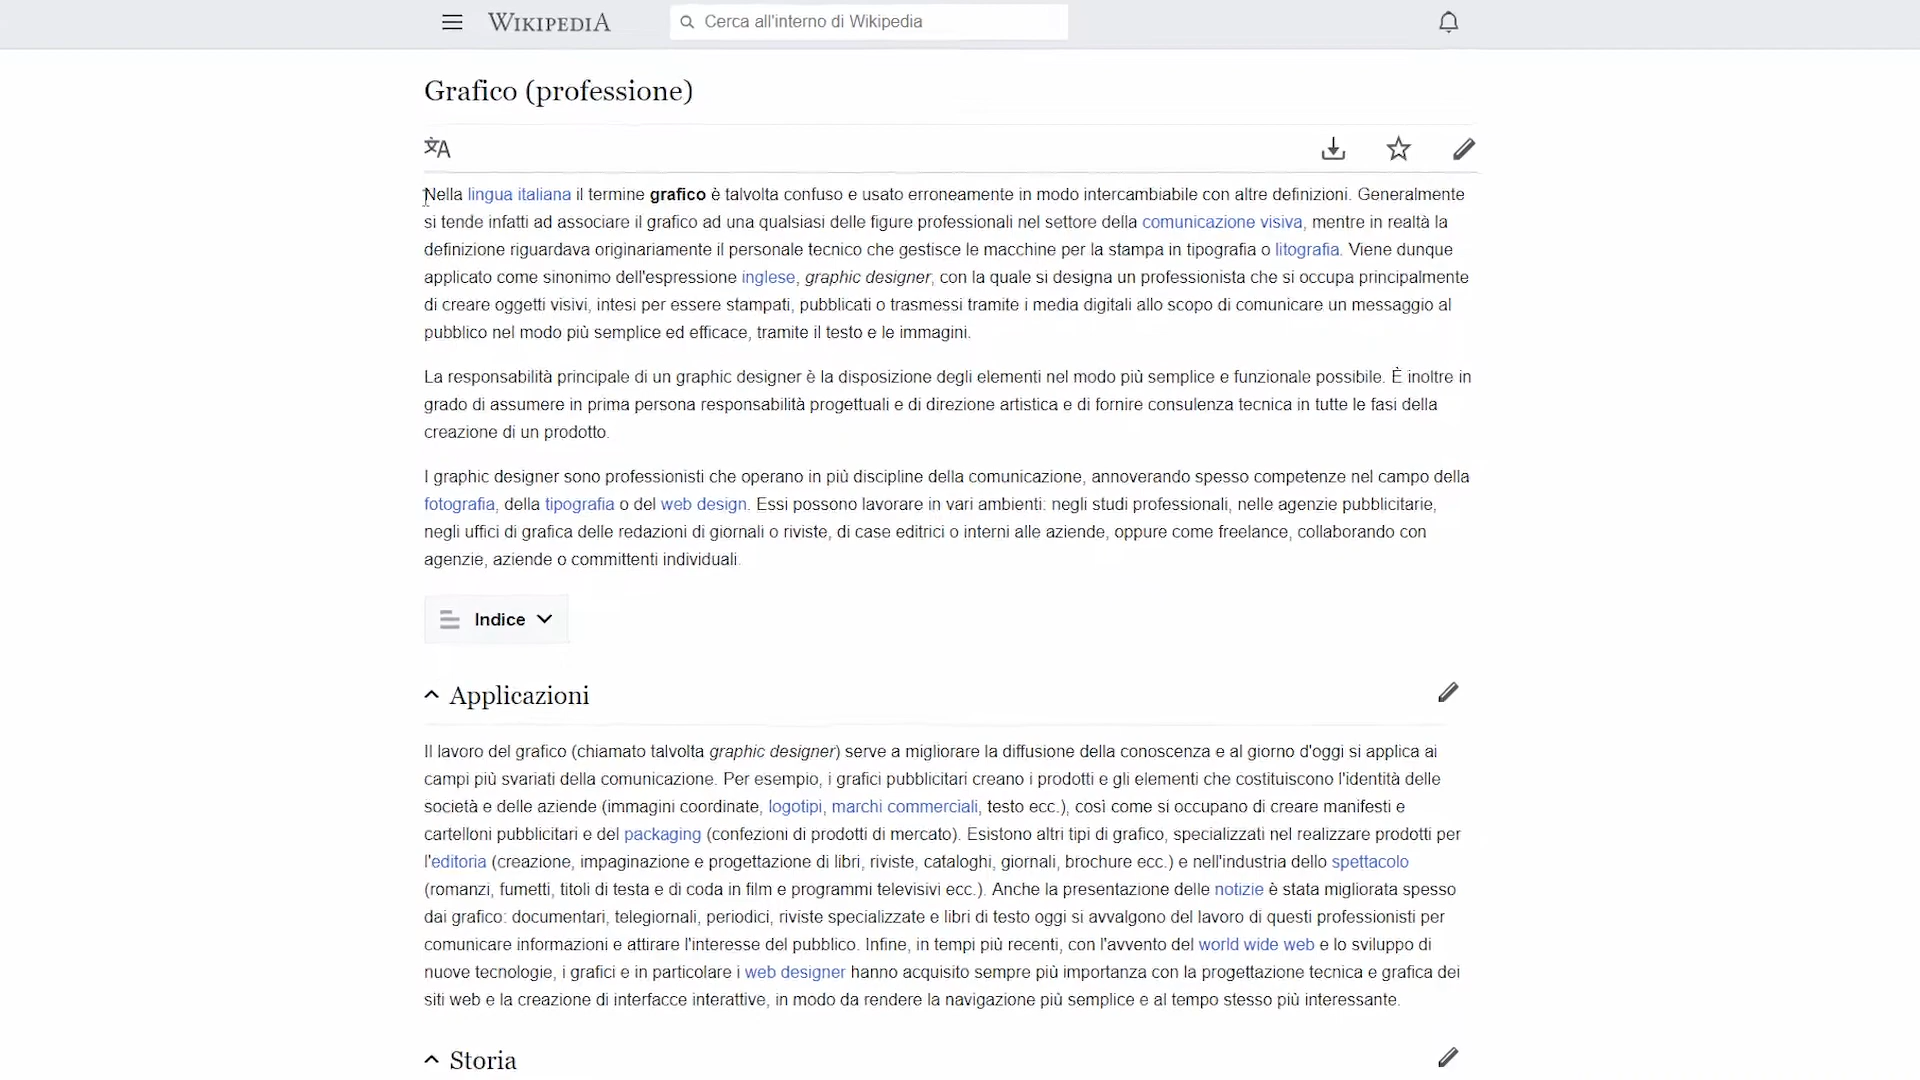 WIKIPEDIA
Cerca all'interno di Wikipedia
Grafico (professione)
文A
Nella lingua italiana il termine grafico è talvolta confuso e usato erroneamente in modo intercambiabile con altre definizioni. Generalmente
si tende infatti ad associare il grafico ad una qualsiasi delle figure professionali nel settore della comunicazione visiva, mentre in realtà la
definizione riguardava originariamente il personale tecnico che gestisce le macchine per la stampa in tipografia o litografia. Viene dunque
applicato come sinonimo dell'espressione inglese, graphic designer, con la quale si designa un professionista che si occupa principalmente
di creare oggetti visivi, intesi per essere stampati, pubblicati o trasmessi tramite i media digitali allo scopo di comunicare un messaggio al
pubblico nel modo più semplice ed efficace, tramite il testo e le immagini.
La responsabilità principale di un graphic designer è la disposizione degli elementi nel modo più semplice e funzionale possibile. È inoltre in
grado di assumere in prima persona responsabilità progettuali e di direzione artistica e di fornire consulenza tecnica in tutte le fasi della
creazione di un prodotto.
I graphic designer sono professionisti che operano in più discipline della comunicazione, annoverando spesso competenze nel campo della
fotografia, della tipografia o del web design. Essi possono lavorare in vari ambienti: negli studi professionali, nelle agenzie pubblicitarie,
negli uffici di grafica delle redazioni di giornali o riviste, di case editrici o interni alle aziende, oppure come freelance, collaborando con
agenzie, aziende o committenti individuali.
Indice
Applicazioni
Il lavoro del grafico (chiamato talvolta graphic designer) serve a migliorare la diffusione della conoscenza e al giorno d'oggi si applica ai
campi più svariati della comunicazione. Per esempio, i grafici pubblicitari creano i prodotti e gli elementi che costituiscono l'identità delle
società e delle aziende (immagini coordinate, logotipi, marchi commerciali, testo ecc.), così come si occupano di creare manifesti e
cartelloni pubblicitari e del packaging (confezioni di prodotti di mercato). Esistono altri tipi di grafico, specializzati nel realizzare prodotti per
l'editoria (creazione, impaginazione e progettazione di libri, riviste, cataloghi, giornali, brochure ecc.) e nell'industria dello spettacolo
(romanzi, fumetti, titoli di testa e di coda in film e programmi televisivi ecc.). Anche la presentazione delle notizie è stata migliorata spesso
dai grafico: documentari, telegiornali, periodici, riviste specializzate e libri di testo oggi si avvalgono del lavoro di questi professionisti per
comunicare informazioni e attirare l'interesse del pubblico. Infine, in tempi più recenti, con l'avvento del world wide web e lo sviluppo di
nuove tecnologie, i grafici e in particolare i web designer hanno acquisito sempre più importanza con la progettazione tecnica e grafica dei
siti web e la creazione di interfacce interattive, in modo da rendere la navigazione più semplice e al tempo stesso più interessante.
Storia